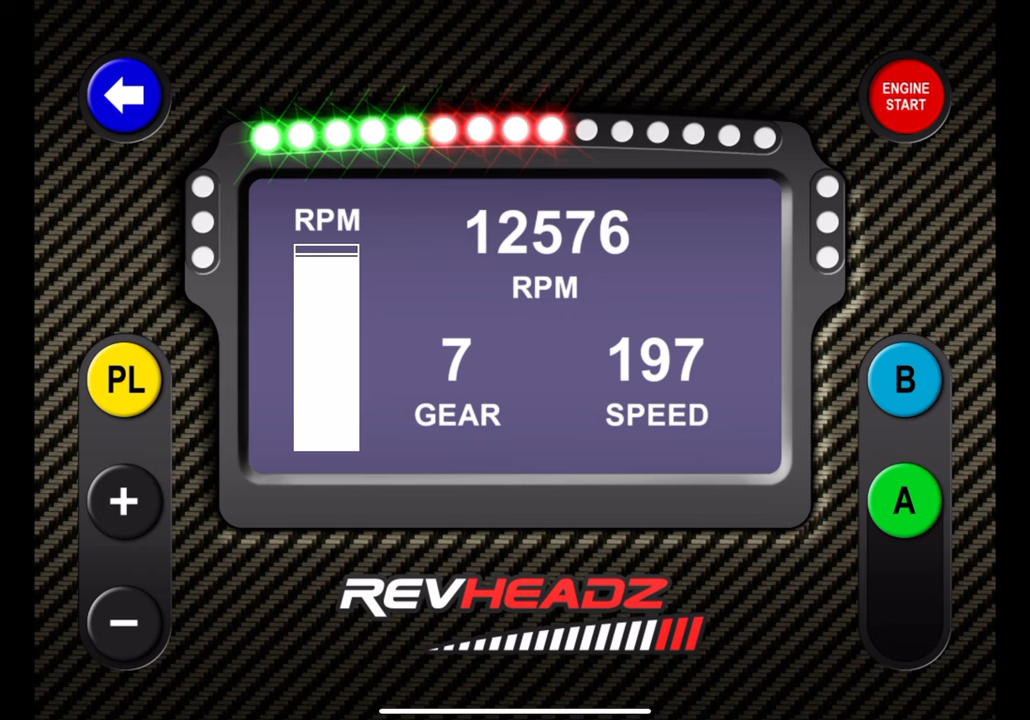 ENGINE
START
RPM
12576
RPM
7
197
GEAR
SPEED
PL
B
+
A
−
REVHEADZ